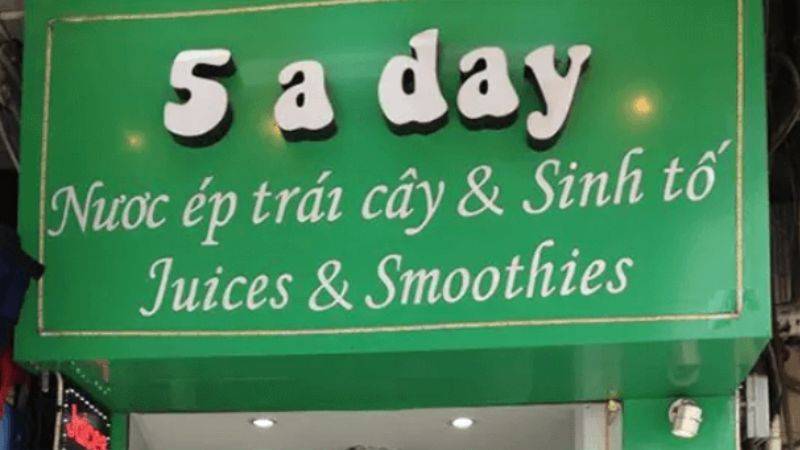 5 a day
Nươc ép trái cây & Sinh tố
Juices & Smoothies